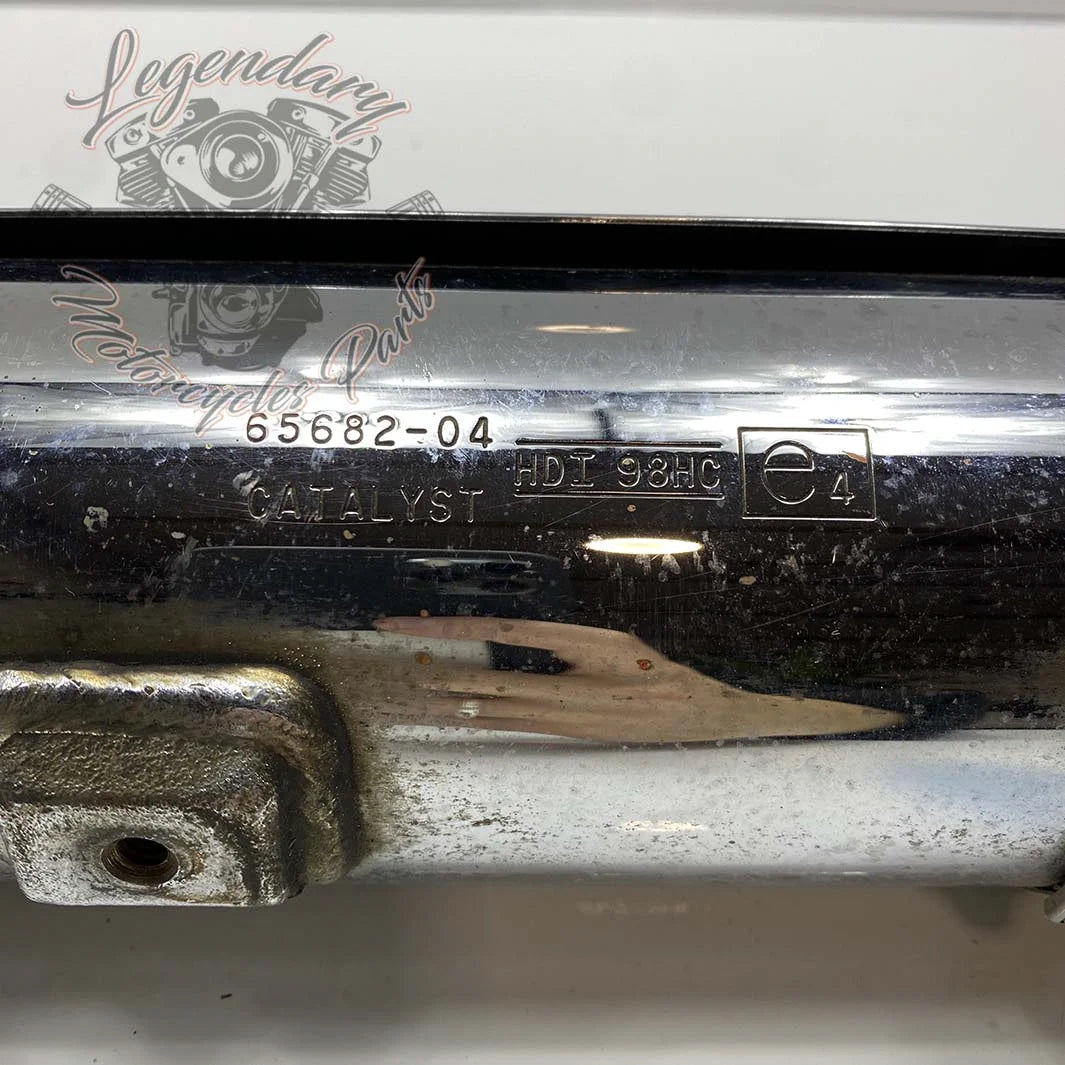 Legendary
Motorcycles Parts
65682-04
HDI 98HC
e4
CATALYST